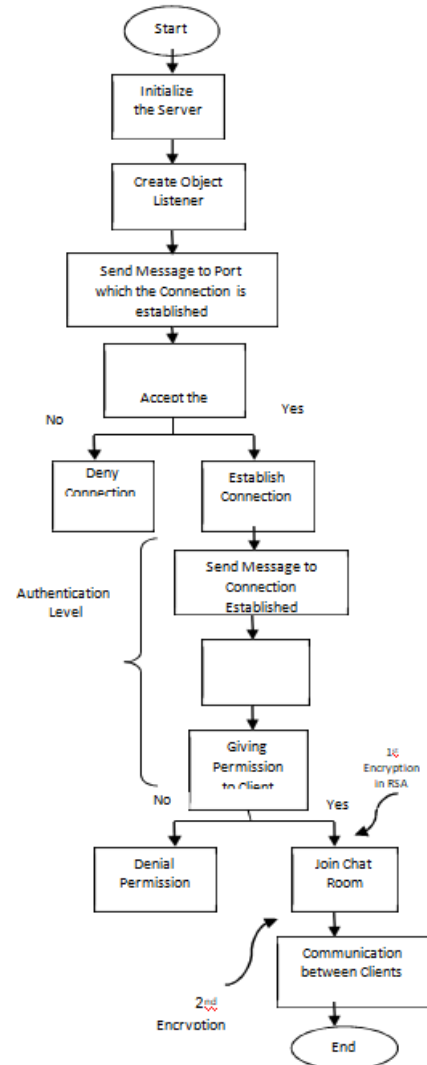 Start
Initialize
the Server
Create Object
Listener
Send Message to Port
which the Connection is
established
Accept the
No
Yes
Deny
Connection
Establish
Connection
Send Message to
Connection
Established
Authentication
Level
Giving
Permission
to Client
No
Yes
Encryption
in RSA
Denial
Permission
Join Chat
Room
Communication
between Clients
2nd
Encryption
End